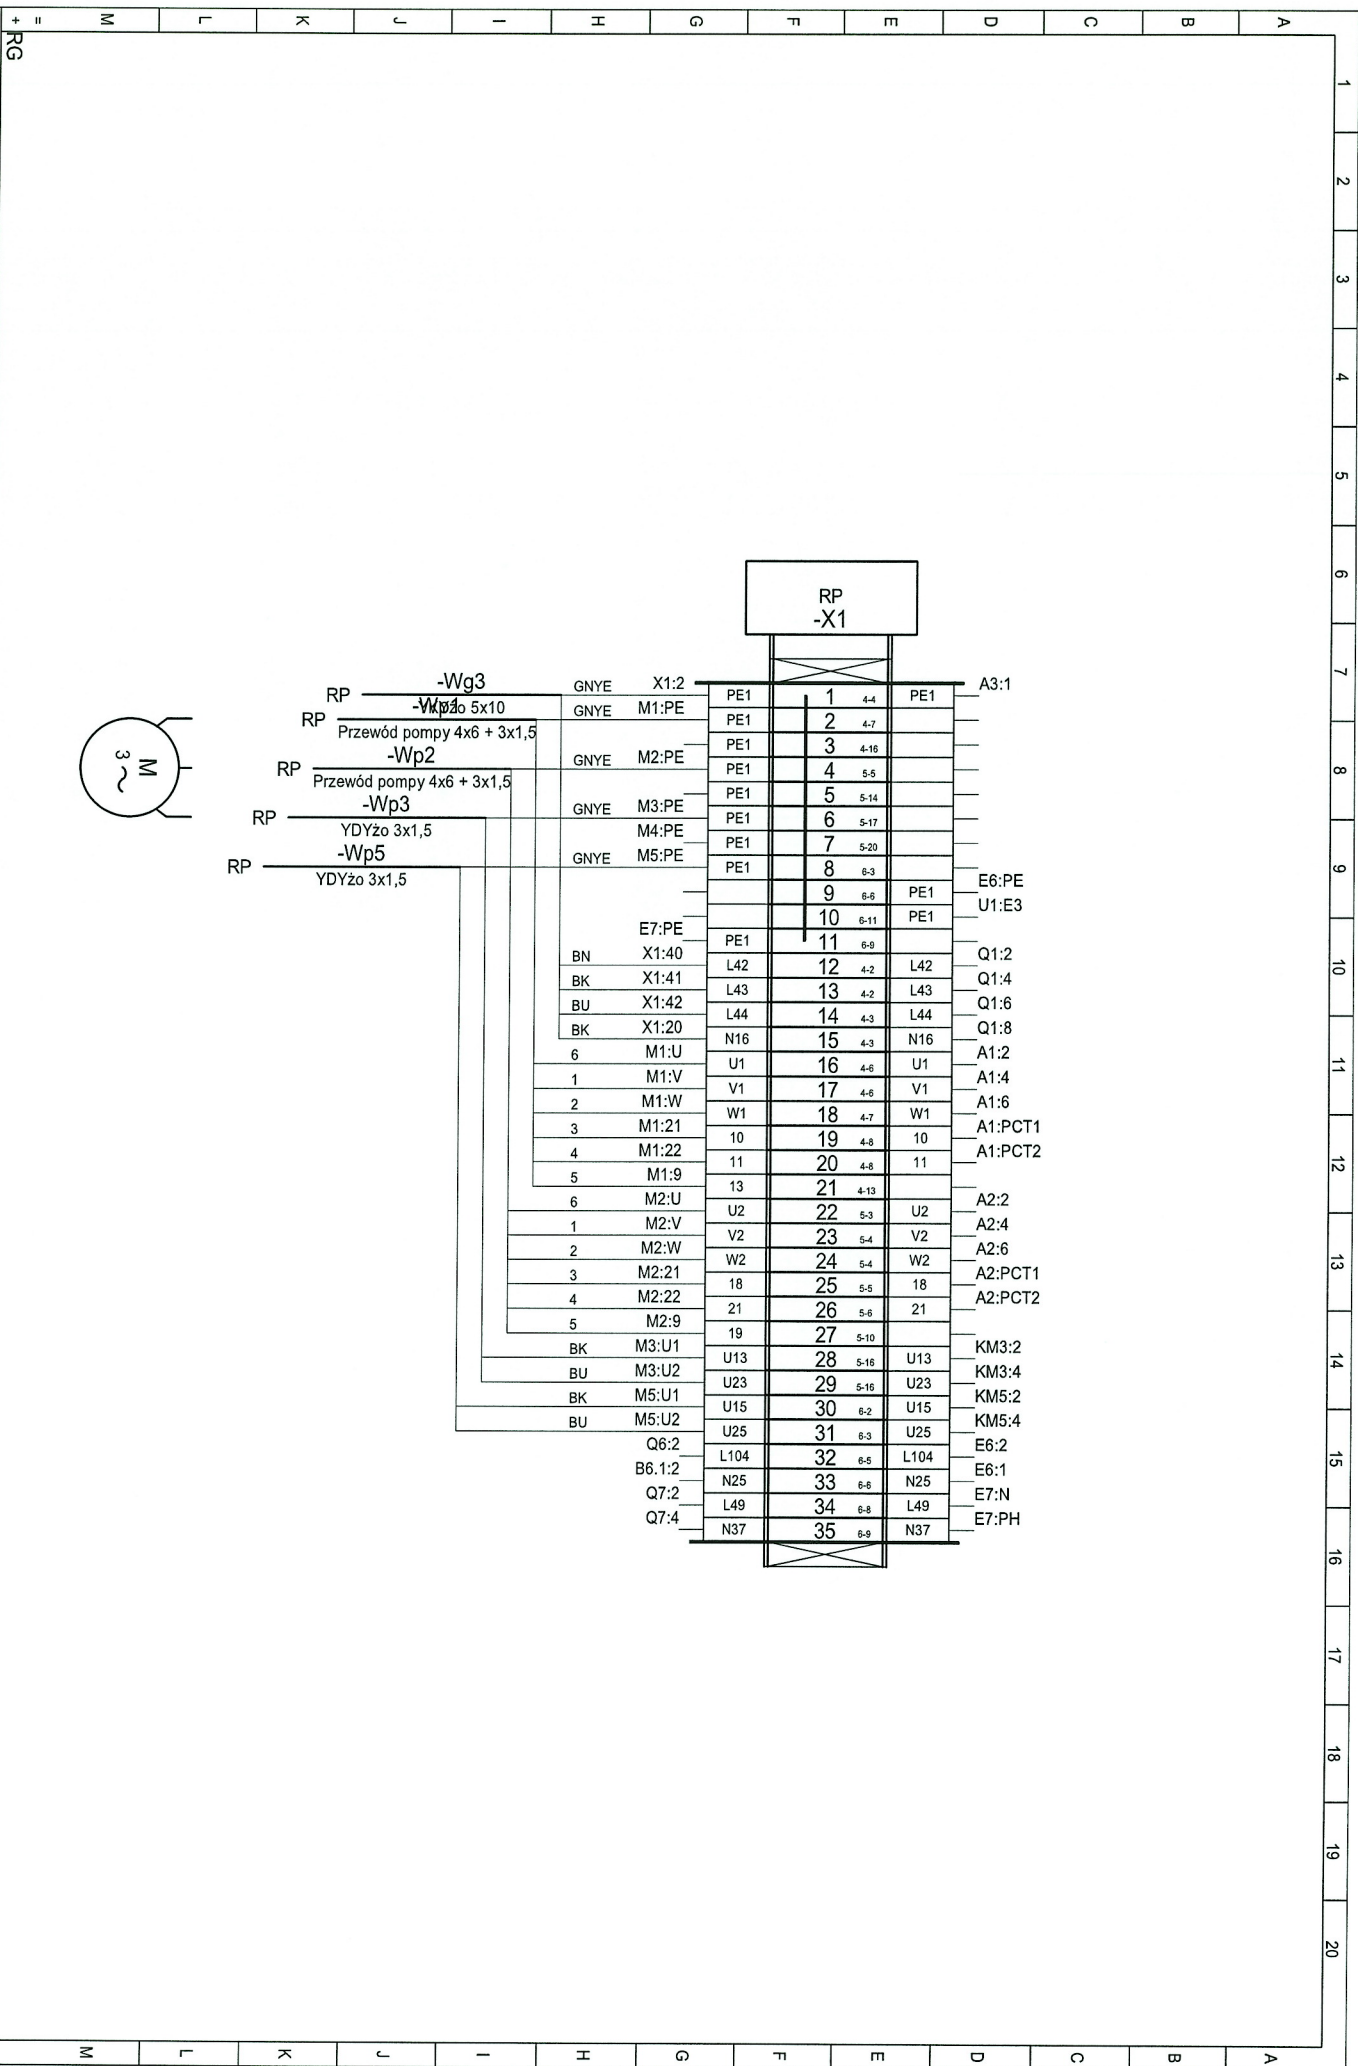 + = M L K J I H G F E D C B A
+RG
1
2
3
4
5
6
RP
-X1
7
-Wg3 GNYE X1:2 PE1 1 4-4 PE1 A3:1
RP
-Wp1 YKYżo 5x10 GNYE M1:PE PE1 2 4-7
RP
Przewód pompy 4x6 + 3x1,5 PE1 3 4-16
-Wp2 GNYE M2:PE PE1 4 5-5
RP 8
Przewód pompy 4x6 + 3x1,5 PE1 5 5-14
-Wp3 GNYE M3:PE PE1 6 5-17
RP
YDYżo 3x1,5 M4:PE PE1 7 5-20
-Wp5 GNYE M5:PE PE1 8 6-3
RP 9
YDYżo 3x1,5
M
3 ~
9 6-6 PE1 E6:PE
10 6-11 PE1 U1:E3
E7:PE PE1 11 6-9
BN X1:40 L42 12 4-2 L42 Q1:2
10
BK X1:41 L43 13 4-2 L43 Q1:4
BU X1:42 L44 14 4-3 L44 Q1:6
BK X1:20 N16 15 4-3 N16 Q1:8
6 M1:U U1 16 4-6 U1 A1:2
11
1 M1:V V1 17 4-6 V1 A1:4
2 M1:W W1 18 4-7 W1 A1:6
3 M1:21 10 19 4-8 10 A1:PCT1
4 M1:22 11 20 4-8 11 A1:PCT2
12
5 M1:9 13 21 4-13
6 M2:U U2 22 5-3 U2 A2:2
1 M2:V V2 23 5-4 V2 A2:4
2 M2:W W2 24 5-4 W2 A2:6
13
3 M2:21 18 25 5-5 18 A2:PCT1
4 M2:22 21 26 5-6 21 A2:PCT2
5 M2:9 19 27 5-10
BK M3:U1 U13 28 5-16 U13 KM3:2
14
BU M3:U2 U23 29 5-16 U23 KM3:4
BK M5:U1 U15 30 6-2 U15 KM5:2
BU M5:U2 U25 31 6-3 U25 KM5:4
Q6:2 L104 32 6-5 L104 E6:2
15
B6.1:2 N25 33 6-6 N25 E6:1
Q7:2 L49 34 6-8 L49 E7:N
Q7:4 N37 35 6-9 N37 E7:PH
16
17
18
19
20
M L K J I H G F E D C B A